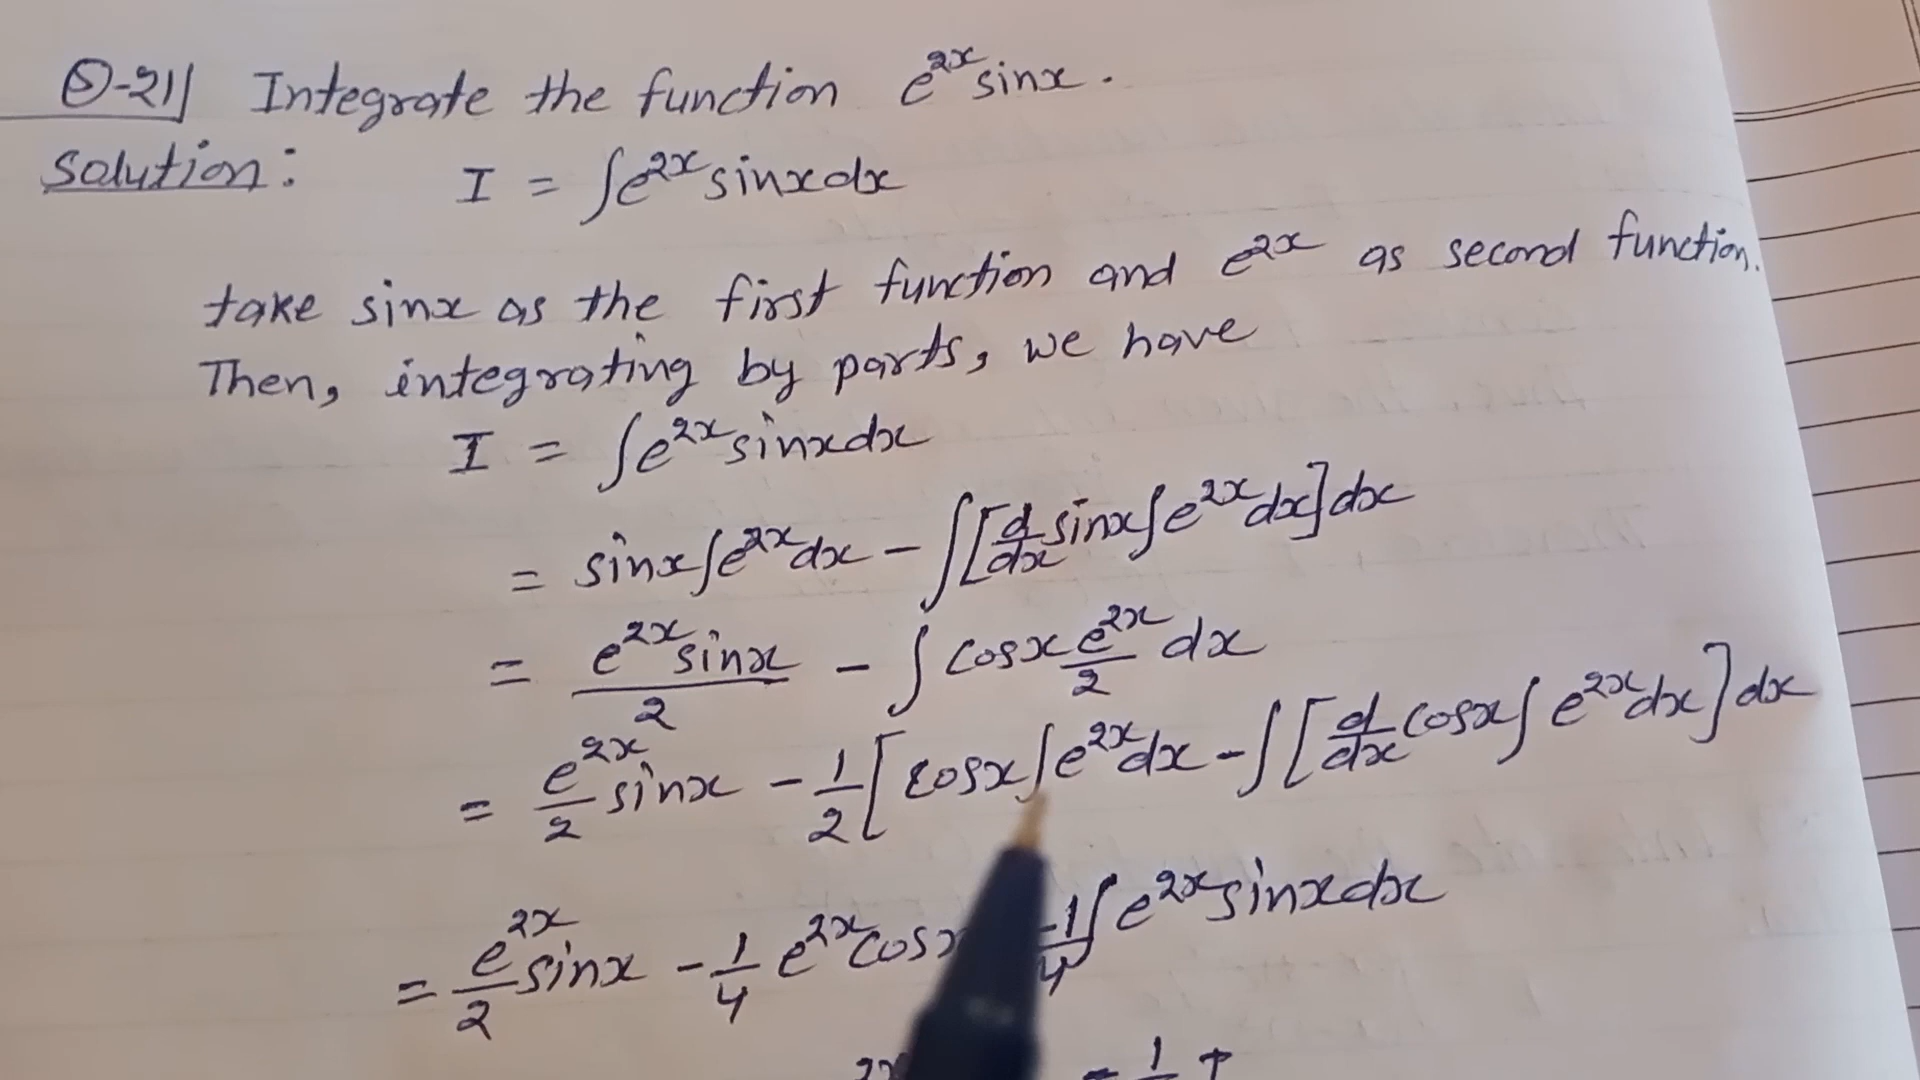 Q-21| Integrate the function e^{2x} sinx.
Solution: I = ∫e^{2x} sinx dx
take sinx as the first function and e^{2x} as second function.
Then, integrating by parts, we have
I = ∫e^{2x} sinx dx
= sinx∫e^{2x}dx - ∫[d/dx sinx∫e^{2x}dx]dx
= e^{2x} sinx/2 - ∫cosx e^{2x}/2 dx
= e^{2x}/2 sinx - 1/2[cosx∫e^{2x}dx - ∫[d/dx cosx∫e^{2x}dx]dx
= e^{2x}/2 sinx - 1/4 e^{2x} cosx - 1/4∫e^{2x} sinx dx